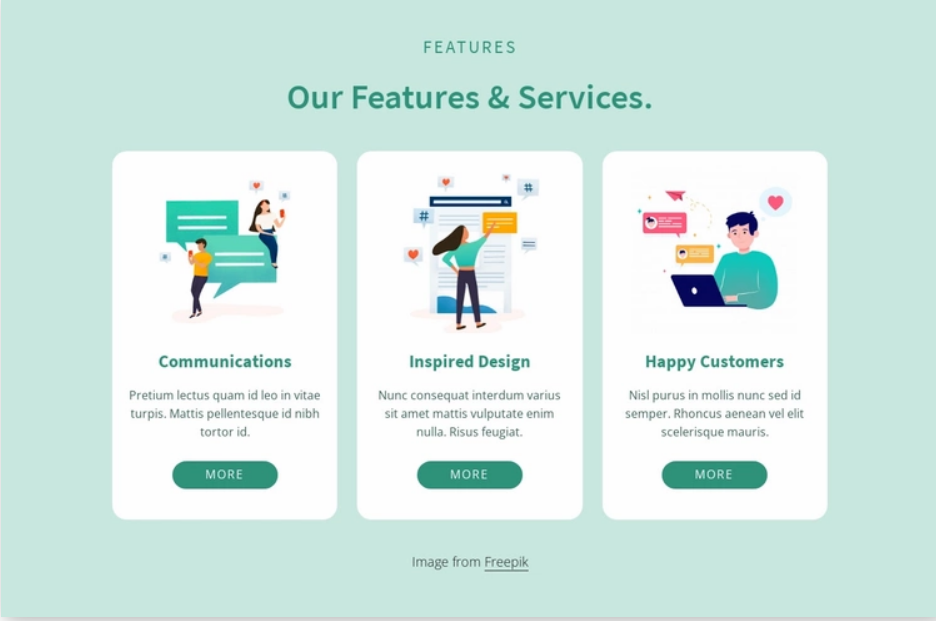 FEATURES
Our Features & Services.
#
#
Communications
Pretium lectus quam id leo in vitae
turpis. Mattis pellentesque id nibh
tortor id.
MORE
Inspired Design
Nunc consequat interdum varius
sit amet mattis vulputate enim
nulla. Risus feugiat.
MORE
Happy Customers
Nisl purus in mollis nunc sed id
semper. Rhoncus aenean vel elit
scelerisque mauris.
MORE
Image from Freepik